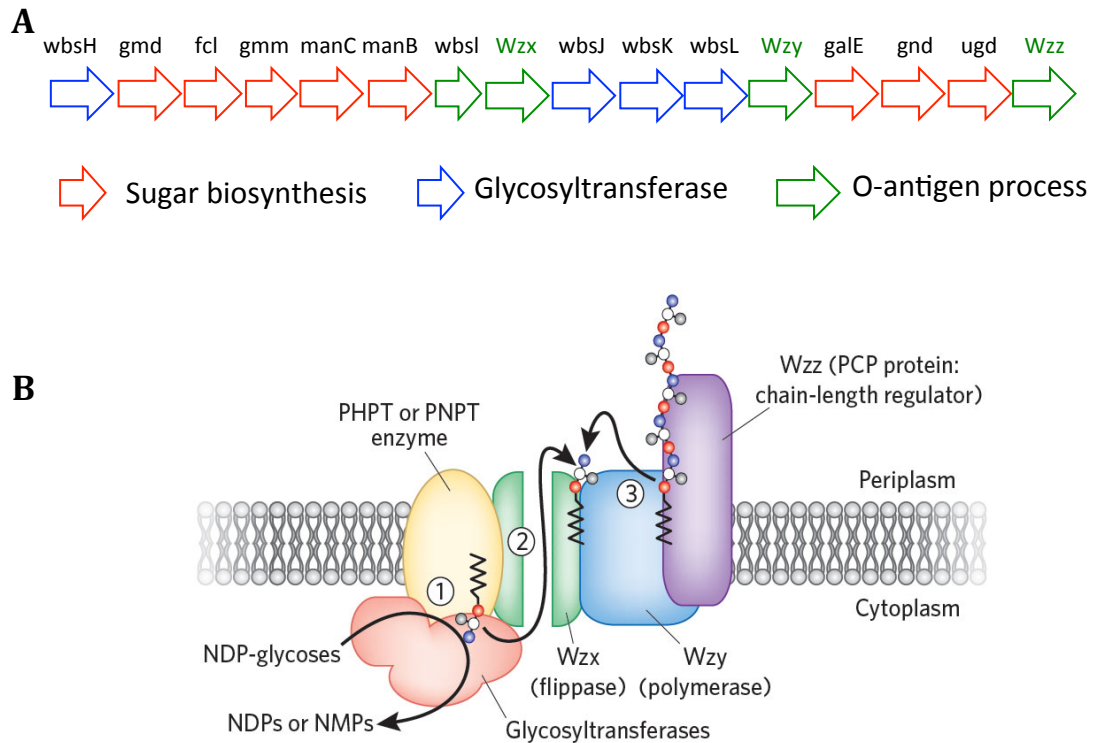 A
wbsH gmd fcl gmm manC manB wbsI Wzx wbsJ wbsK wbsL Wzy galE gnd ugd Wzz
Sugar biosynthesis Glycosyltransferase O-antigen process
B
Wzz (PCP protein:
chain-length regulator)
PHPT or PNPT
enzyme
Periplasm
3
2
1
Cytoplasm
NDP-glycoses
Wzx
(flippase)
Wzy
(polymerase)
NDPs or NMPs
Glycosyltransferases